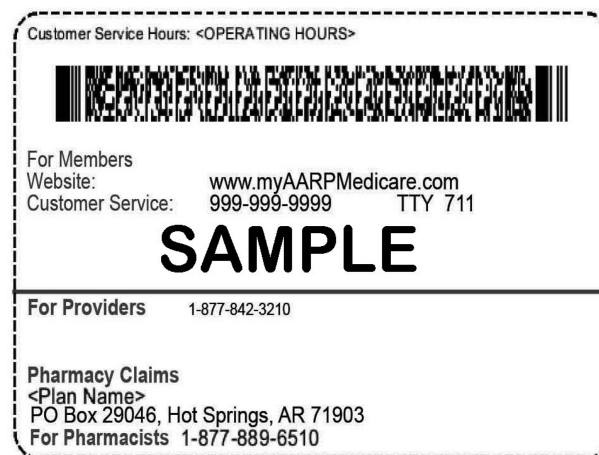 Customer Service Hours: <OPERATING HOURS>
For Members
Website: www.myAARPMedicare.com
Customer Service: 999-999-9999 TTY 711
SAMPLE
For Providers 1-877-842-3210
Pharmacy Claims
<Plan Name>
PO Box 29046, Hot Springs, AR 71903
For Pharmacists 1-877-889-6510